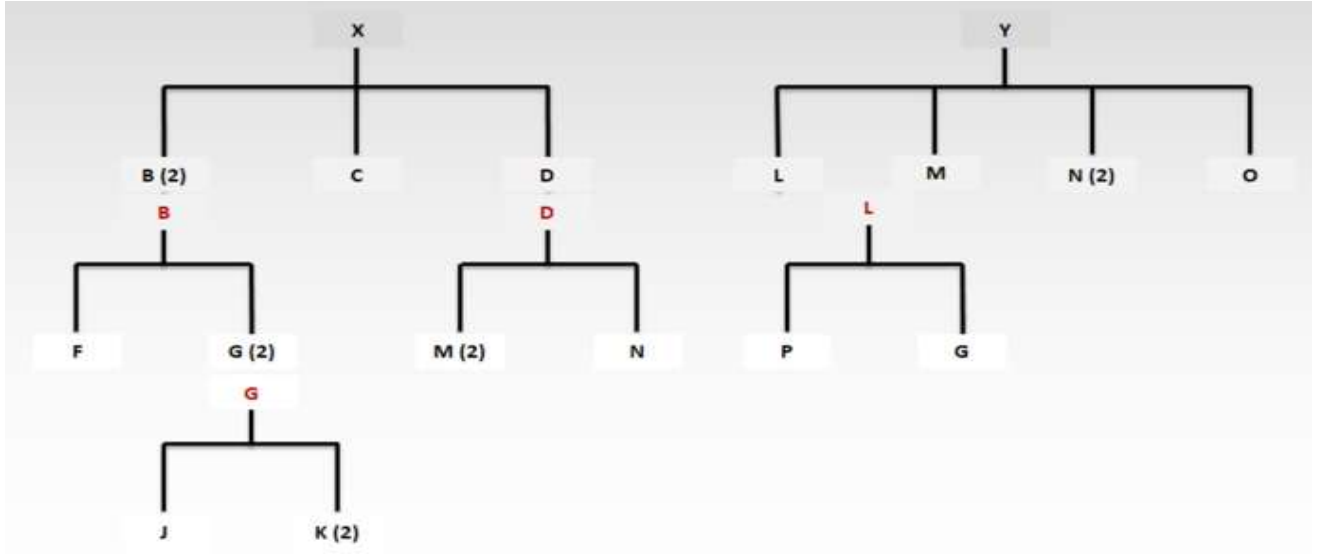 X Y
B (2) C D L M N (2) O
B D L
F G (2) M (2) N P G
G
J K (2)